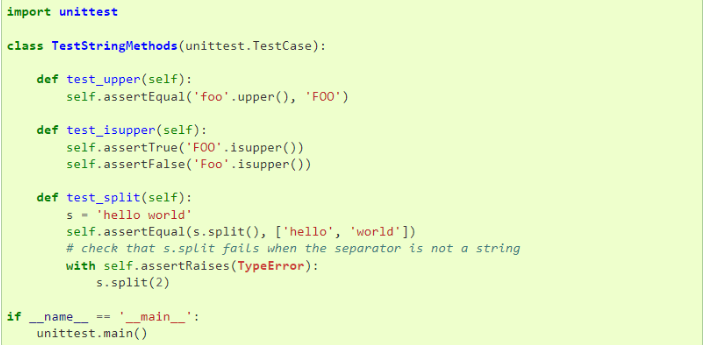 import unittest

class TestStringMethods(unittest.TestCase):

    def test_upper(self):
        self.assertEqual('foo'.upper(), 'FOO')

    def test_isupper(self):
        self.assertTrue('FOO'.isupper())
        self.assertFalse('Foo'.isupper())

    def test_split(self):
        s = 'hello world'
        self.assertEqual(s.split(), ['hello', 'world'])
        # check that s.split fails when the separator is not a string
        with self.assertRaises(TypeError):
            s.split(2)

if __name__ == '__main__':
    unittest.main()